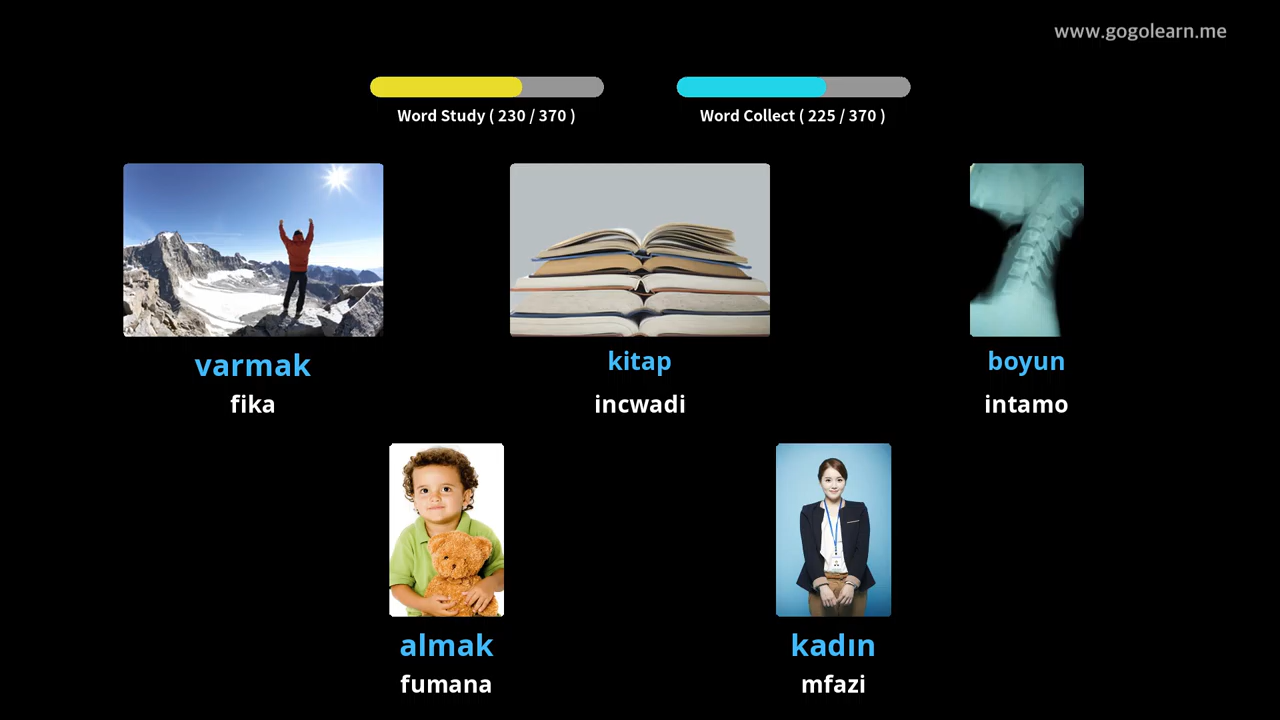 www.gogolearn.me
Word Study ( 230 / 370 )
Word Collect ( 225 / 370 )
varmak
fika
kitap
incwadi
boyun
intamo
almak
fumana
kadın
mfazi